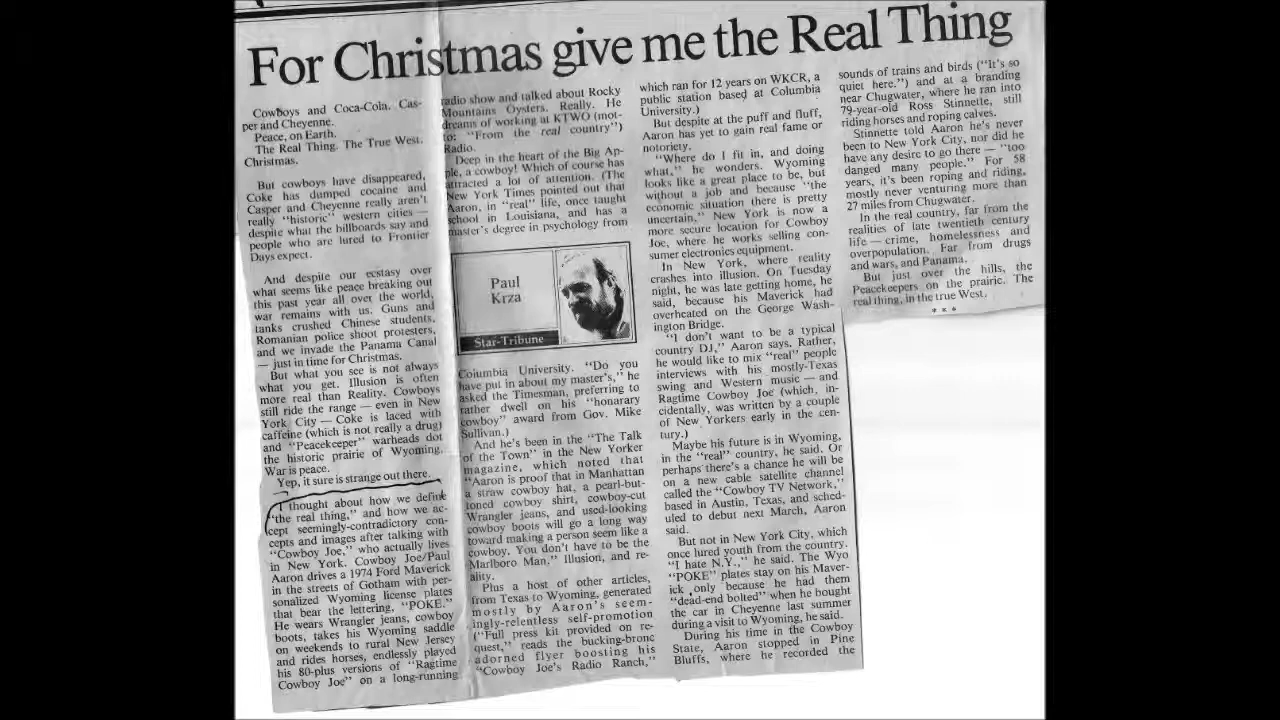 For Christmas give me the Real Thing
Cowboys and Coca-Cola. Cas-
per and Cheyenne.
Peace, on Earth.
The Real Thing. The True West.
Christmas.
But cowboys have disappeared,
Coke has dumped cocaine and
Casper and Cheyenne really aren't
really "historic" western cities —
despite what the billboards say and
people who are lured to Frontier
Days expect.
And despite our ecstasy over
what seems like peace breaking out
this past year all over the world,
war remains with us. Guns and
tanks crushed Chinese students,
Romanian police shoot protesters,
and we invade the Panama Canal
— just in time for Christmas.
But what you see is not always
what you get. Illusion is often
more real than Reality. Cowboys
still ride the range — even in New
York City — Coke is laced with
caffeine (which is not really a drug)
and "Peacekeeper" warheads dot
the historic prairie of Wyoming.
War is peace.
Yep, it sure is strange out there.
I thought about how we define
"the real thing," and how we ac-
cept seemingly-contradictory con-
cepts and images after talking with
"Cowboy Joe," who actually lives
in New York. Cowboy Joe/Paul
Aaron drives a 1974 Ford Maverick
in the streets of Gotham with per-
sonalized Wyoming license plates
that bear the lettering, "POKE."
He wears Wrangler jeans, cowboy
boots, takes his Wyoming saddle
on weekends to rural New Jersey
and rides horses, endlessly played
his 80-plus versions of "Ragtime
Cowboy Joe" on a long-running
radio show and talked about Rocky
Mountains Oysters. Really. He
dreams of working at KTWO (mot-
to: "From the real country")
Radio.
Deep in the heart of the Big Ap-
ple, a cowboy! Which of course has
attracted a lot of attention. (The
New York Times pointed out that
Aaron, in "real" life, once taught
school in Louisiana, and has a
master's degree in psychology from
Paul
Krza
Star-Tribune
Columbia University. "Do you
have put in about my master's," he
asked the Timesman, preferring to
rather dwell on his "honarary
cowboy" award from Gov. Mike
Sullivan.)
And he's been in the "The Talk
of the Town" in the New Yorker
magazine, which noted that
"Aaron is proof that in Manhattan
a straw cowboy hat, a pearl-but-
toned cowboy shirt, cowboy-cut
Wrangler jeans, and used-looking
cowboy boots will go a long way
toward making a person seem like a
cowboy. You don't have to be the
Marlboro Man." Illusion, and re-
ality.
Plus a host of other articles,
from Texas to Wyoming, generated
mostly by Aaron's seem-
ingly-relentless self-promotion
("Full press kit provided on re-
quest," reads the bucking-bronc
adorned flyer boosting his
"Cowboy Joe's Radio Ranch,"
which ran for 12 years on WKCR, a
public station based at Columbia
University.)
But despite at the puff and fluff,
Aaron has yet to gain real fame or
notoriety.
"Where do I fit in, and doing
what," he wonders. Wyoming
looks like a great place to be, but
without a job and because "the
economic situation there is pretty
uncertain," New York is now a
more secure location for Cowboy
Joe, where he works selling con-
sumer electronics equipment.
In New York, where reality
crashes into illusion. On Tuesday
night, he was late getting home, he
said, because his Maverick had
overheated on the George Wash-
ington Bridge.
"I don't want to be a typical
country DJ," Aaron says. Rather,
he would like to mix "real" people
interviews with his mostly-Texas
swing and Western music — and
Ragtime Cowboy Joe (which, in-
cidentally, was written by a couple
of New Yorkers early in the cen-
tury.)
Maybe his future is in Wyoming,
in the "real" country, he said. Or
perhaps there's a chance he will be
on a new cable satellite channel
called the "Cowboy TV Network,"
based in Austin, Texas, and sched-
uled to debut next March, Aaron
said.
But not in New York City, which
once lured youth from the country.
"I hate N.Y.," he said. The Wyo
"POKE" plates stay on his Maver-
ick only because he had them
"dead-end bolted" when he bought
the car in Cheyenne last summer
during a visit to Wyoming, he said.
During his time in the Cowboy
State, Aaron stopped in Pine
Bluffs, where he recorded the
sounds of trains and birds ("It's so
quiet here.") and at a branding
near Chugwater, where he ran into
79-year-old Ross Stinnette, still
riding horses and roping calves.
Stinnette told Aaron he's never
been to New York City, nor did he
have any desire to go there — "too
danged many people." For 58
years, it's been roping and riding,
mostly never venturing more than
27 miles from Chugwater.
In the real country, far from the
realities of late twentieth century
life — crime, homelessness and
overpopulation. Far from drugs
and wars, and Panama.
But just over the hills, the
Peacekeepers on the prairie. The
real thing, in the true West.
* * *